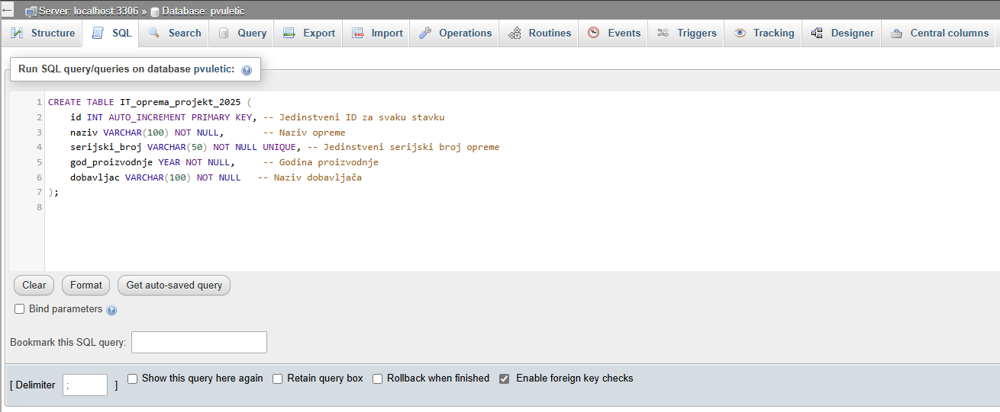 Server: localhost:3306 » Database: pvuletic
Structure SQL Search Query Export Import Operations Routines Events Triggers Tracking Designer Central columns
Run SQL query/queries on database pvuletic:
1 CREATE TABLE IT_oprema_projekt_2025 (
2 id INT AUTO_INCREMENT PRIMARY KEY, -- Jedinstveni ID za svaku stavku
3 naziv VARCHAR(100) NOT NULL, -- Naziv opreme
4 serijski_broj VARCHAR(50) NOT NULL UNIQUE, -- Jedinstveni serijski broj opreme
5 god_proizvodnje YEAR NOT NULL, -- Godina proizvodnje
6 dobavljac VARCHAR(100) NOT NULL -- Naziv dobavljača
7 );
8
Clear Format Get auto-saved query
Bind parameters
Bookmark this SQL query:
[ Delimiter ; ] Show this query here again Retain query box Rollback when finished Enable foreign key checks